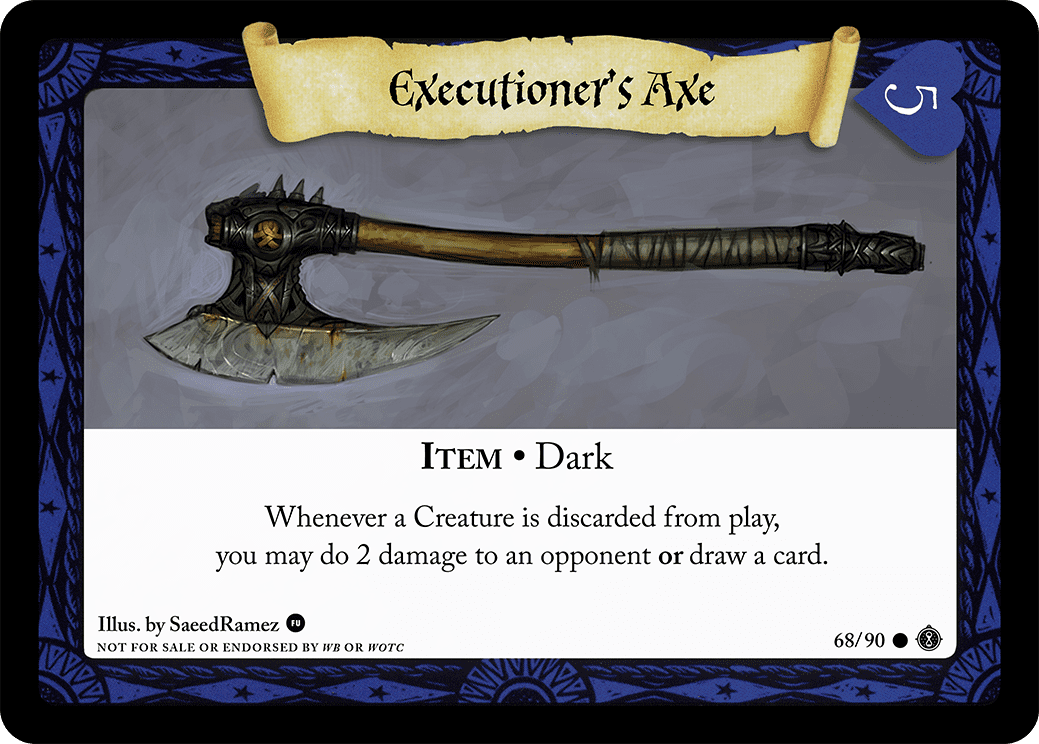 Executioner's Axe
5
Item • Dark
Whenever a Creature is discarded from play,
you may do 2 damage to an opponent or draw a card.
Illus. by SaeedRamez FU
NOT FOR SALE OR ENDORSED BY WB OR WOTC
68/90